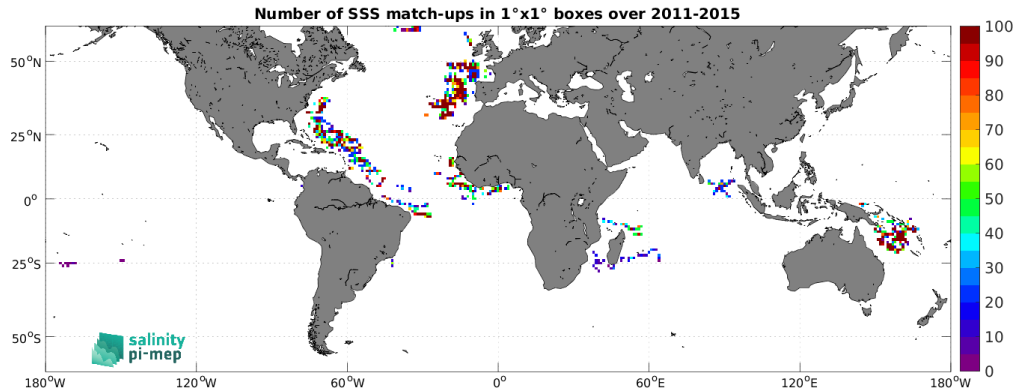 Number of SSS match-ups in 1°x1° boxes over 2011-2015
50°N
25°N
0°
25°S
50°S
180°W
120°W
60°W
0°
60°E
120°E
180°W
100
90
80
70
60
50
40
30
20
10
0
salinity
pi-mep